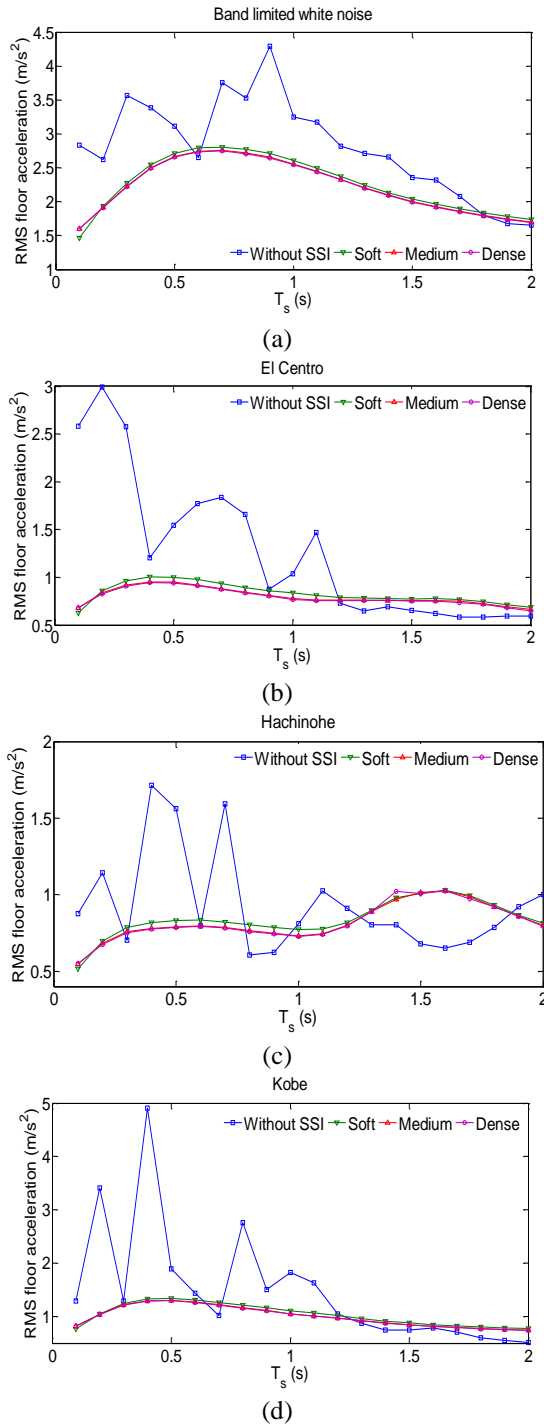 Band limited white noise
RMS floor acceleration (m/s²)
4.5
4
3.5
3
2.5
2
1.5
1
0
0.5
1
1.5
2
Without SSI Soft Medium Dense
T_s (s)
(a)
El Centro
RMS floor acceleration (m/s²)
3
2.5
2
1.5
1
0.5
0
0.5
1
1.5
2
Without SSI Soft Medium Dense
T_s (s)
(b)
Hachinohe
RMS floor acceleration (m/s²)
2
1.5
1
0.5
0
0.5
1
1.5
2
Without SSI Soft Medium Dense
T_s (s)
(c)
Kobe
RMS floor acceleration (m/s²)
5
4
3
2
1
0
0.5
1
1.5
2
Without SSI Soft Medium Dense
T_s (s)
(d)